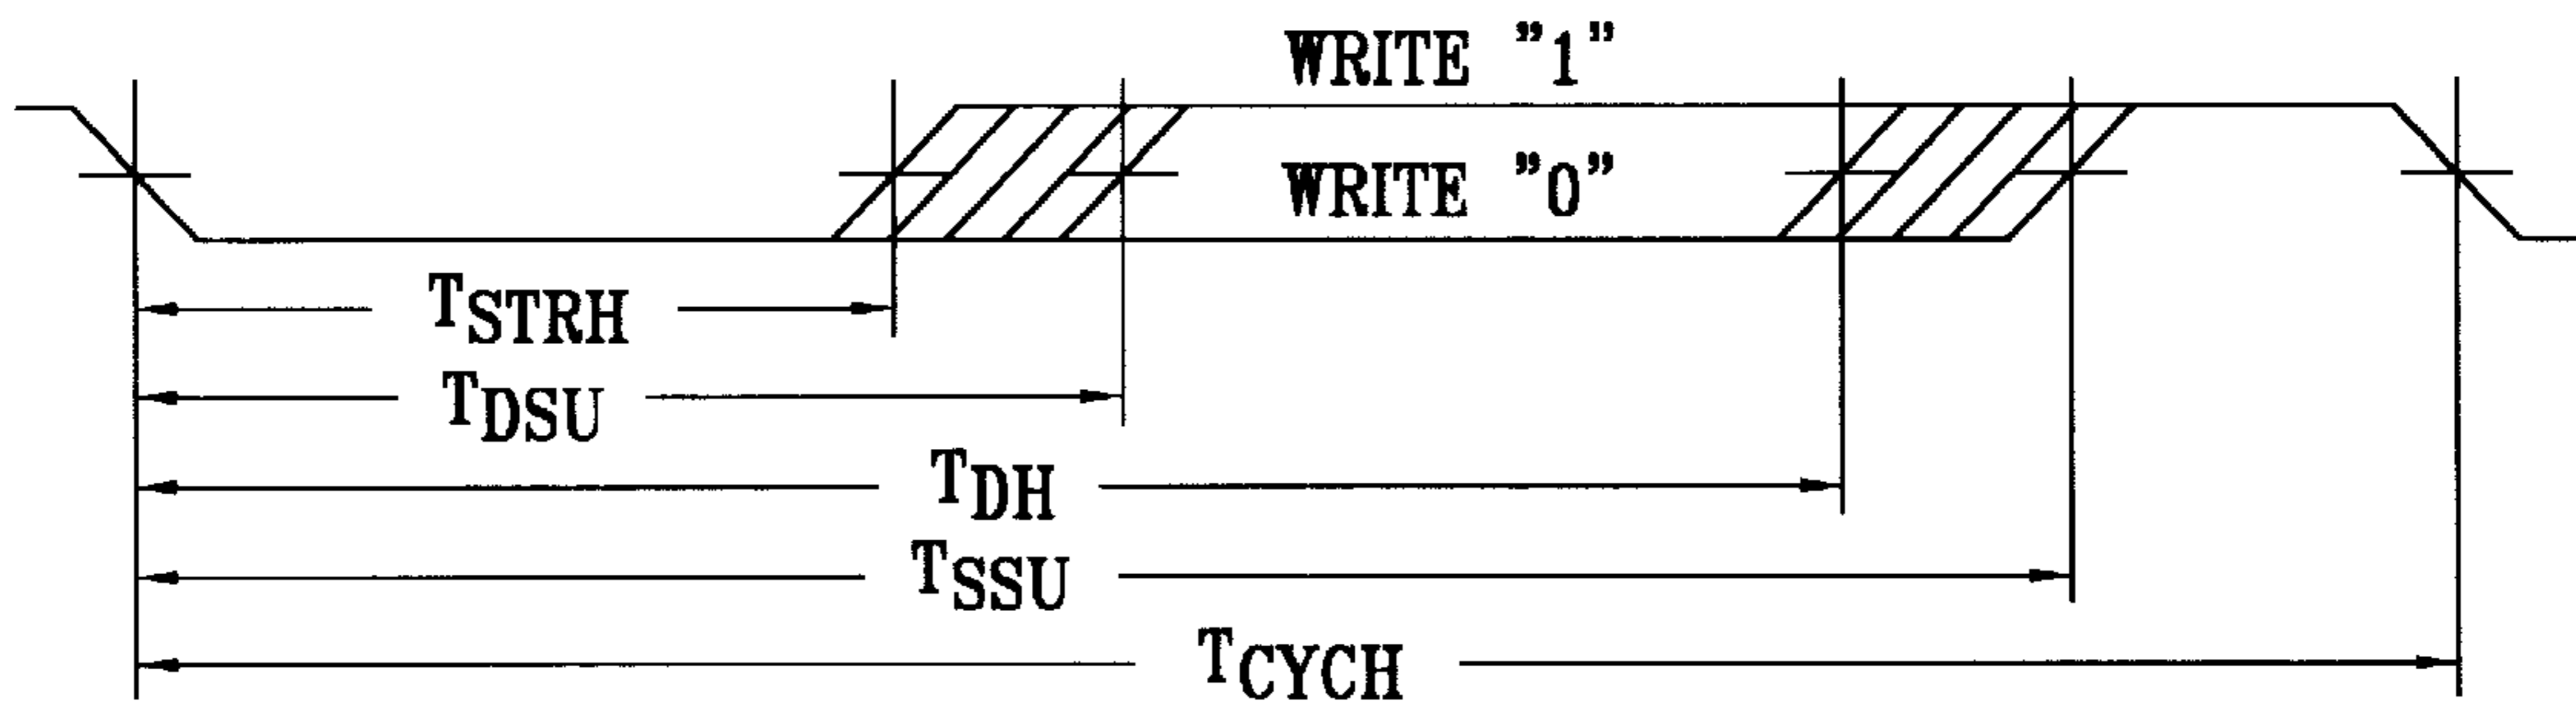 WRITE "1"
WRITE "0"
TSTRH
TDSU
TDH
TSSU
TCYCH